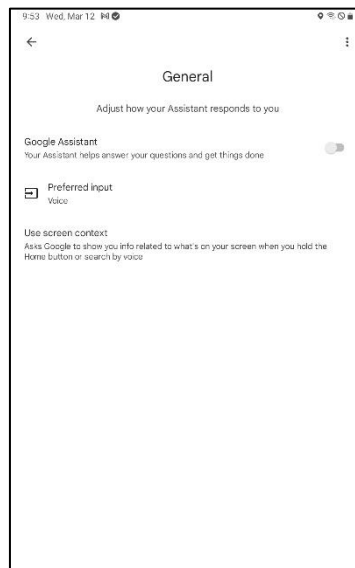 9:53 Wed, Mar 12
General
Adjust how your Assistant responds to you
Google Assistant
Your Assistant helps answer your questions and get things done
Preferred input
Voice
Use screen context
Asks Google to show you info related to what's on your screen when you hold the
Home button or search by voice